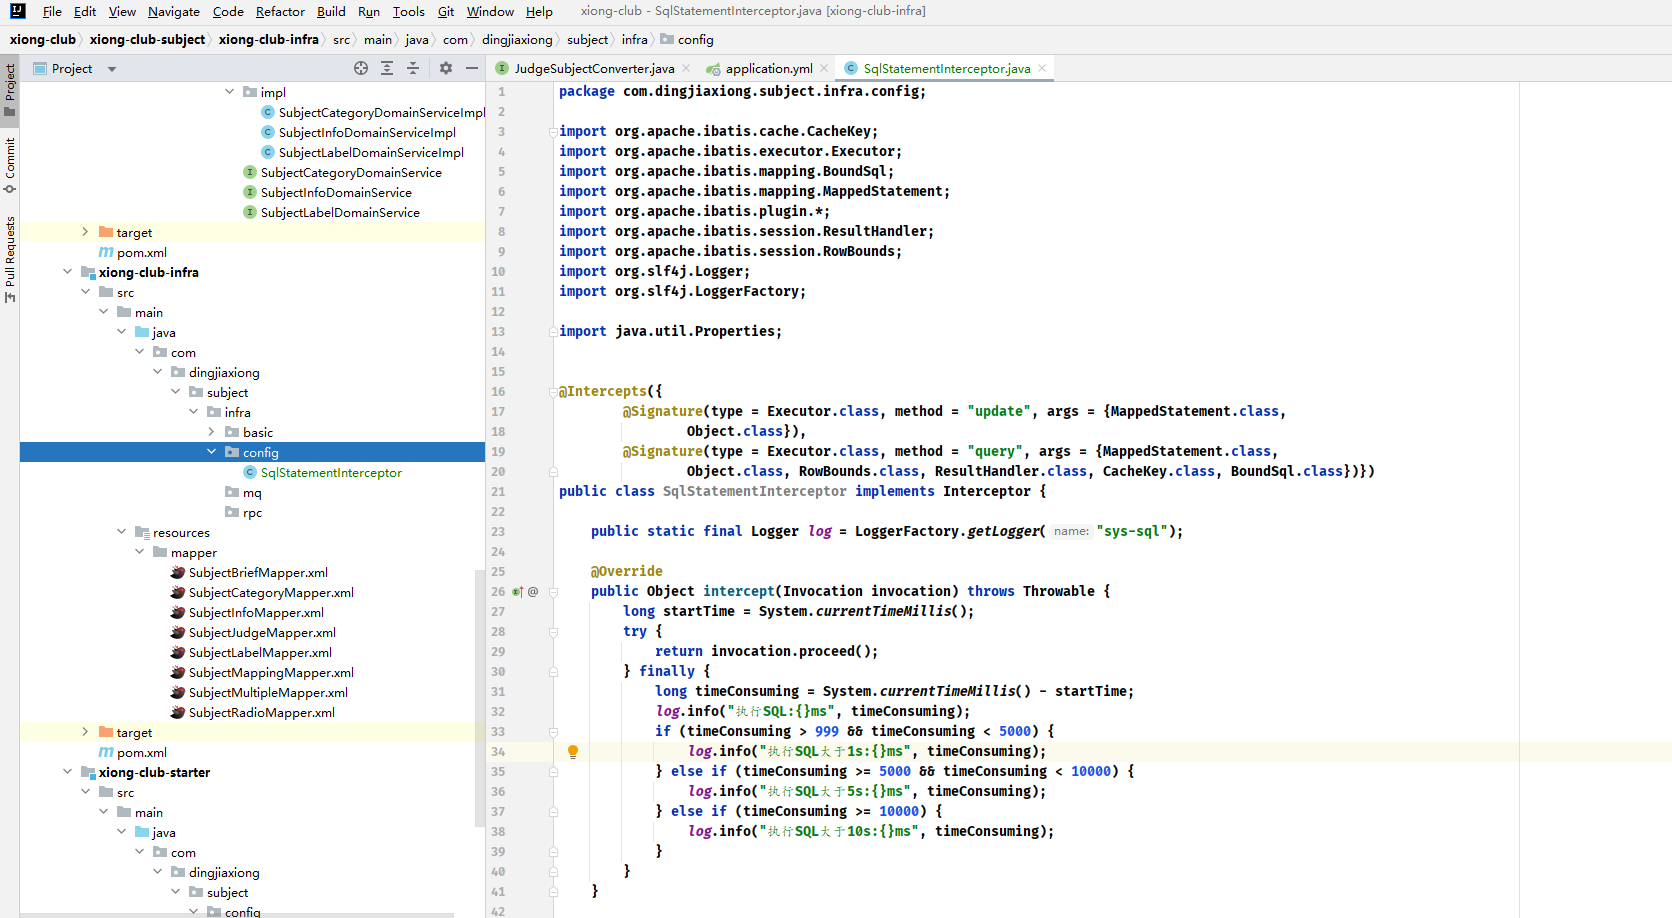 File Edit View Navigate Code Refactor Build Run Tools Git Window Help xiong-club - SqlStatementInterceptor.java [xiong-club-infra]
xiong-club xiong-club-subject xiong-club-infra src main java com dingjiaxiong subject infra config
Project
Commit
Pull Requests
Project
impl
SubjectCategoryDomainServiceImpl
SubjectInfoDomainServiceImpl
SubjectLabelDomainServiceImpl
SubjectCategoryDomainService
SubjectInfoDomainService
SubjectLabelDomainService
target
pom.xml
xiong-club-infra
src
main
java
com
dingjiaxiong
subject
infra
basic
config
SqlStatementInterceptor
mq
rpc
resources
mapper
SubjectBriefMapper.xml
SubjectCategoryMapper.xml
SubjectInfoMapper.xml
SubjectJudgeMapper.xml
SubjectLabelMapper.xml
SubjectMappingMapper.xml
SubjectMultipleMapper.xml
SubjectRadioMapper.xml
target
pom.xml
xiong-club-starter
src
main
java
com
dingjiaxiong
subject
config
JudgeSubjectConverter.java application.yml SqlStatementInterceptor.java
1 package com.dingjiaxiong.subject.infra.config;
2
3 import org.apache.ibatis.cache.CacheKey;
4 import org.apache.ibatis.executor.Executor;
5 import org.apache.ibatis.mapping.BoundSql;
6 import org.apache.ibatis.mapping.MappedStatement;
7 import org.apache.ibatis.plugin.*;
8 import org.apache.ibatis.session.ResultHandler;
9 import org.apache.ibatis.session.RowBounds;
10 import org.slf4j.Logger;
11 import org.slf4j.LoggerFactory;
12
13 import java.util.Properties;
14
15
16 @Intercepts({
17 @Signature(type = Executor.class, method = "update", args = {MappedStatement.class,
18 Object.class}),
19 @Signature(type = Executor.class, method = "query", args = {MappedStatement.class,
20 Object.class, RowBounds.class, ResultHandler.class, CacheKey.class, BoundSql.class})})
21 public class SqlStatementInterceptor implements Interceptor {
22
23 public static final Logger log = LoggerFactory.getLogger( name: "sys-sql");
24
25 @Override
26 public Object intercept(Invocation invocation) throws Throwable {
27 long startTime = System.currentTimeMillis();
28 try {
29 return invocation.proceed();
30 } finally {
31 long timeConsuming = System.currentTimeMillis() - startTime;
32 log.info("执行SQL:{}ms", timeConsuming);
33 if (timeConsuming > 999 && timeConsuming < 5000) {
34 log.info("执行SQL大于1s:{}ms", timeConsuming);
35 } else if (timeConsuming >= 5000 && timeConsuming < 10000) {
36 log.info("执行SQL大于5s:{}ms", timeConsuming);
37 } else if (timeConsuming >= 10000) {
38 log.info("执行SQL大于10s:{}ms", timeConsuming);
39 }
40 }
41 }
42